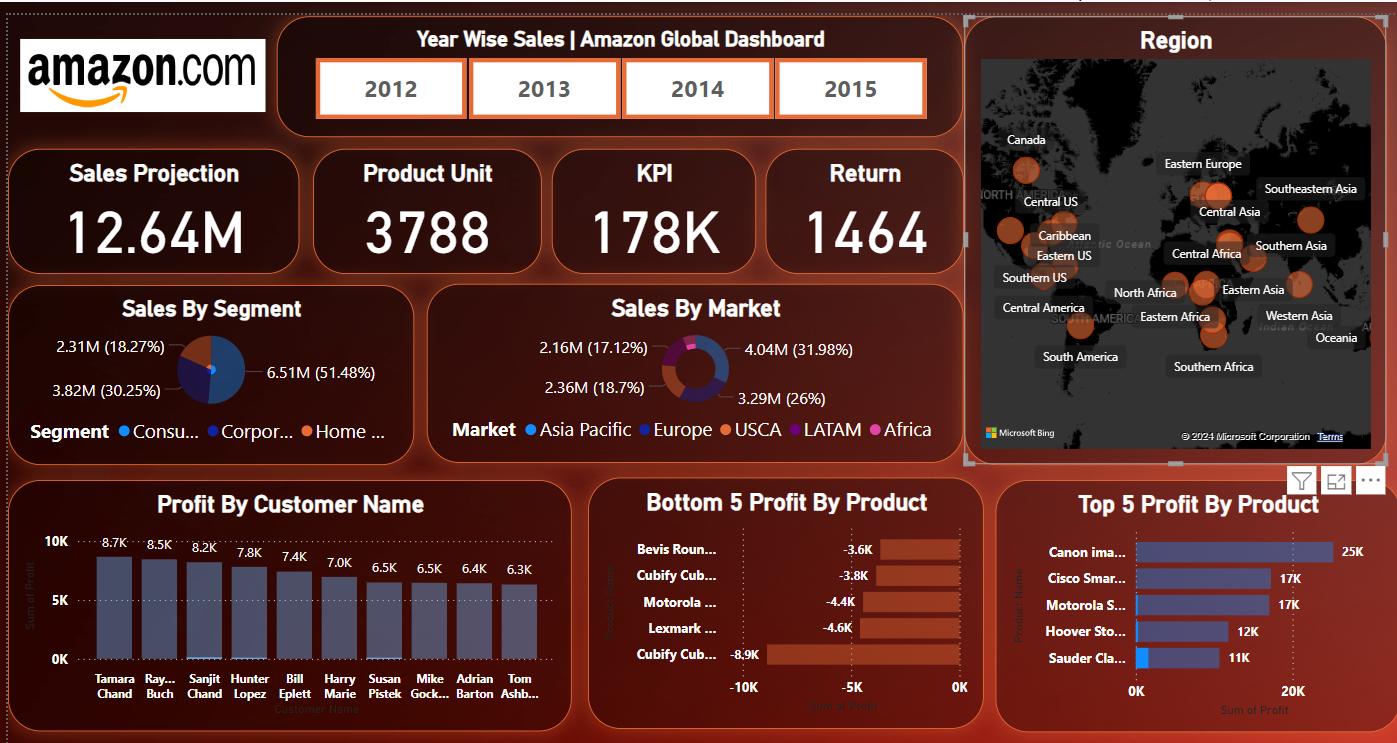 amazon.com
Year Wise Sales | Amazon Global Dashboard
2012
2013
2014
2015
Sales Projection
12.64M
Product Unit
3788
KPI
178K
Return
1464
Region
Canada
Eastern Europe
NORTH AMERICA
Southeastern Asia
Central US
Central Asia
Caribbean
Atlantic Ocean
Southern Asia
Eastern US
Central Africa
Southern US
North Africa
Eastern Asia
Central America
SOUTH AMERICA
Eastern Africa
Western Asia
Indian Ocean
Oceania
South America
Southern Africa
Microsoft Bing
© 2024 Microsoft Corporation Terms
Sales By Segment
2.31M (18.27%)
6.51M (51.48%)
3.82M (30.25%)
Segment Consu... Corpor... Home ...
Sales By Market
2.16M (17.12%)
4.04M (31.98%)
2.36M (18.7%)
3.29M (26%)
Market Asia Pacific Europe USCA LATAM Africa
Profit By Customer Name
Sum of Profit
10K
5K
0K
8.7K
8.5K
8.2K
7.8K
7.4K
7.0K
6.5K
6.5K
6.4K
6.3K
Tamara Chand
Ray... Buch
Sanjit Chand
Hunter Lopez
Bill Eplett
Harry Marie
Susan Pistek
Mike Gock...
Adrian Barton
Tom Ashb...
Customer Name
Bottom 5 Profit By Product
Product Name
Bevis Roun... -3.6K
Cubify Cub... -3.8K
Motorola ... -4.4K
Lexmark ... -4.6K
Cubify Cub... -8.9K
-10K -5K 0K
Sum of Profit
Top 5 Profit By Product
Product Name
Canon ima... 25K
Cisco Smar... 17K
Motorola S... 17K
Hoover Sto... 12K
Sauder Cla... 11K
0K 20K
Sum of Profit